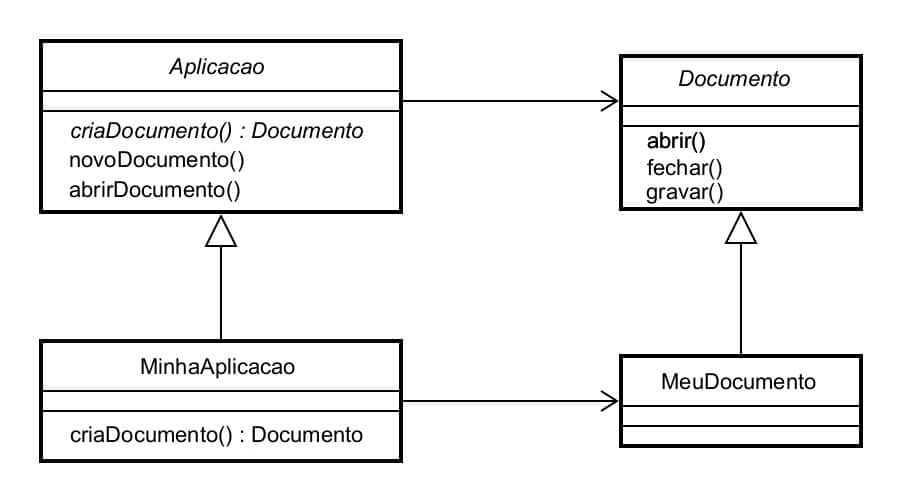 Aplicacao
criaDocumento() : Documento
novoDocumento()
abrirDocumento()
Documento
abrir()
fechar()
gravar()
MinhaAplicacao
criaDocumento() : Documento
MeuDocumento